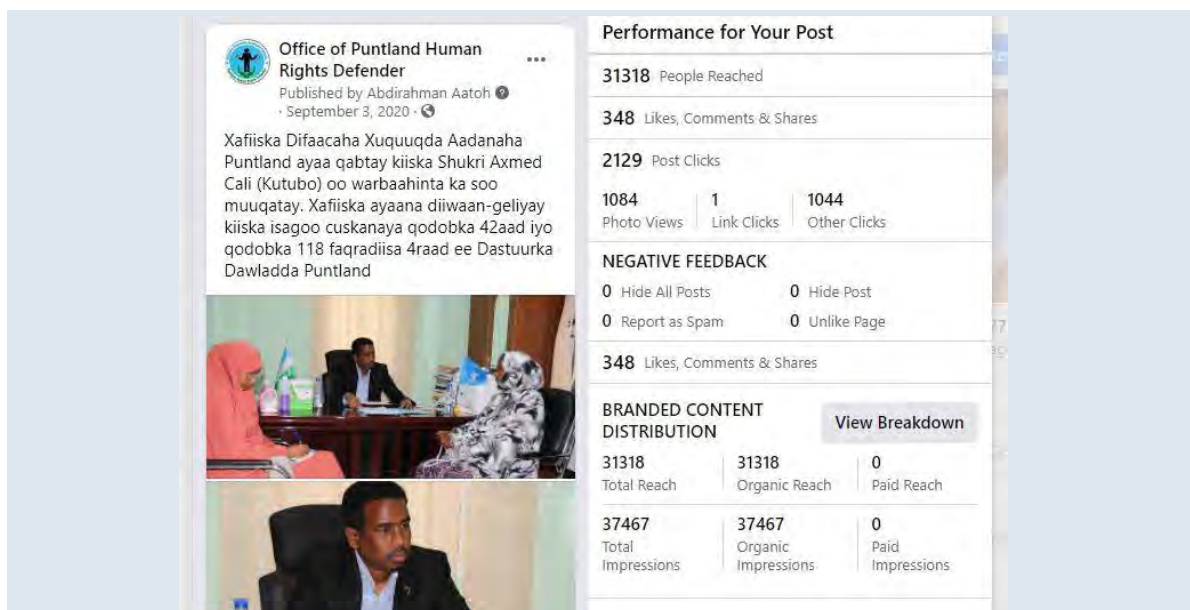 Office of Puntland Human
Rights Defender
Published by Abdirahman Aatoh
· September 3, 2020 ·
Xafiiska Difaacaha Xuquuqda Aadanaha
Puntland ayaa qabtay kiiska Shukri Axmed
Cali (Kutubo) oo warbaahinta ka soo
muuqatay. Xafiiska ayaana diiwaan-geliyay
kiiska isagoo cuskanaya qodobka 42aad iyo
qodobka 118 faqradiisa 4raad ee Dastuurka
Dawladda Puntland
Performance for Your Post
31318 People Reached
348 Likes, Comments & Shares
2129 Post Clicks
1084 1 1044
Photo Views Link Clicks Other Clicks
NEGATIVE FEEDBACK
0 Hide All Posts 0 Hide Post
0 Report as Spam 0 Unlike Page
348 Likes, Comments & Shares
BRANDED CONTENT
DISTRIBUTION
View Breakdown
31318 31318 0
Total Reach Organic Reach Paid Reach
37467 37467 0
Total Organic Paid
Impressions Impressions Impressions